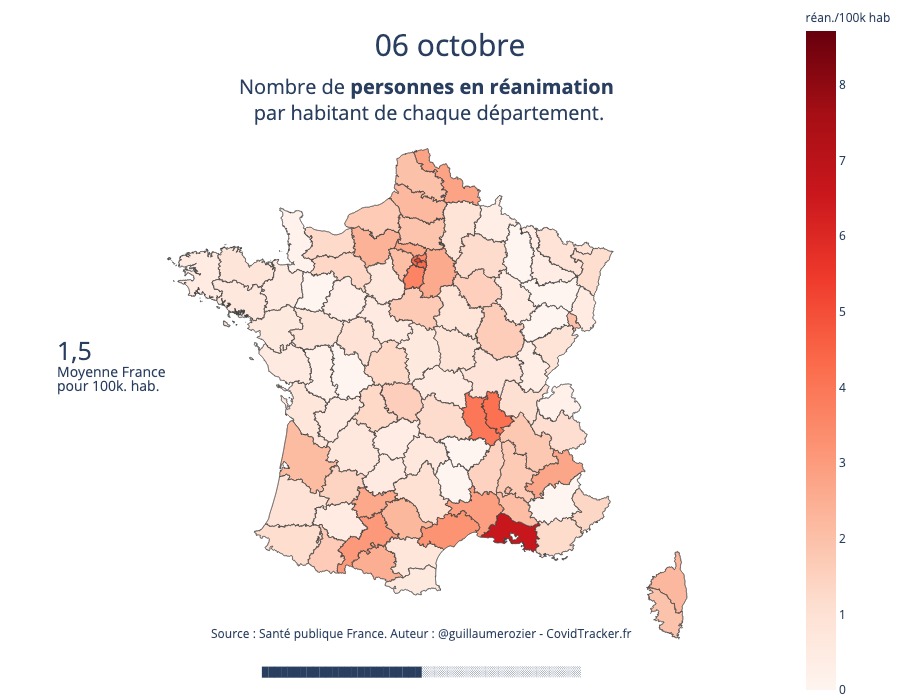 réan./100k hab
06 octobre
Nombre de personnes en réanimation
par habitant de chaque département.
8
7
6
5
4
3
2
1
0
1,5
Moyenne France
pour 100k. hab.
Source : Santé publique France. Auteur : @guillaumerozier - CovidTracker.fr